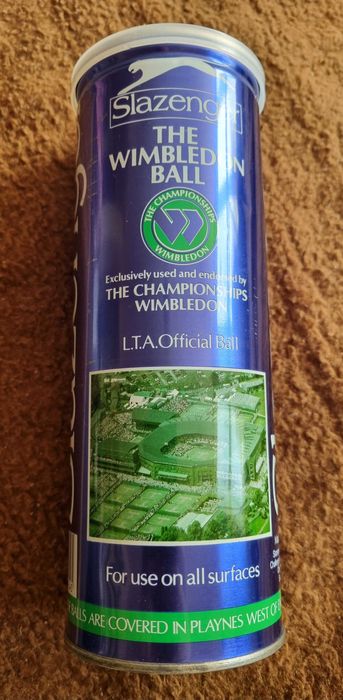 Slazenger
THE
WIMBLEDON
BALL
THE CHAMPIONSHIPS
WIMBLEDON
Exclusively used and endorsed by
THE CHAMPIONSHIPS
WIMBLEDON
L.T.A.Official Ball
For use on all surfaces
BALLS ARE COVERED IN PLAYNES WEST OF